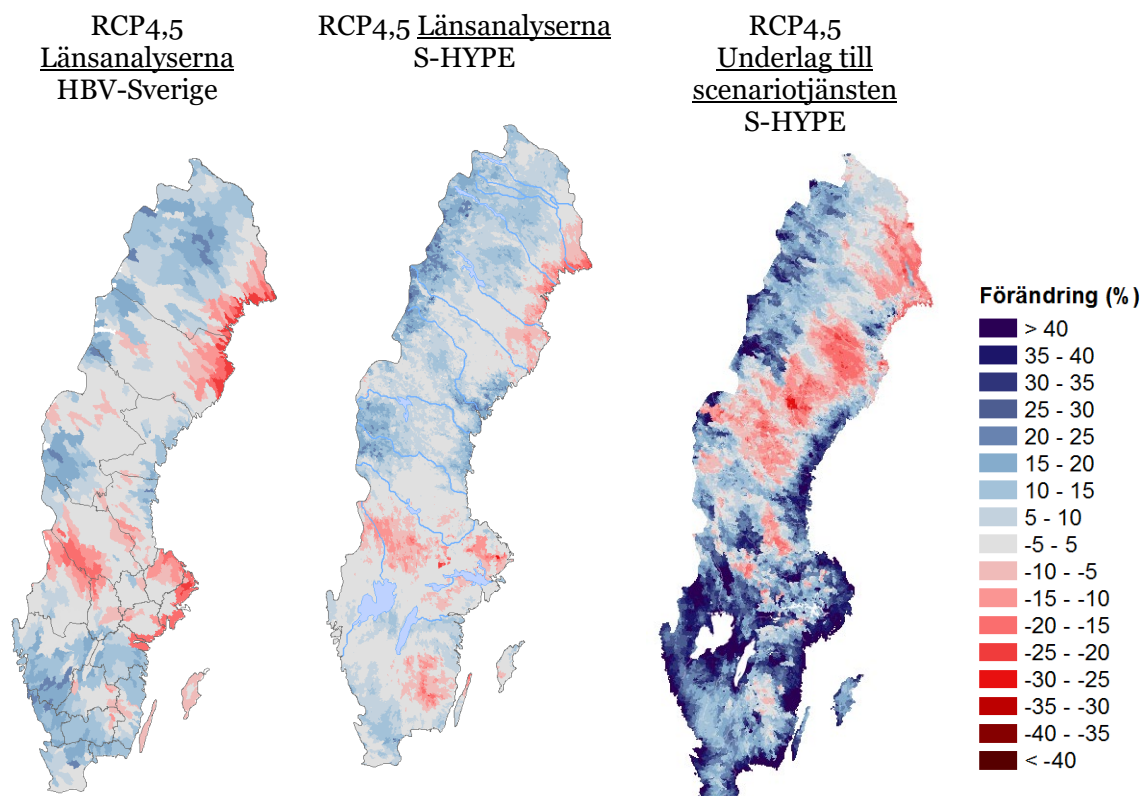 RCP4,5
Länsanalyserna
HBV-Sverige
RCP4,5 Länsanalyserna
S-HYPE
RCP4,5
Underlag till
scenariotjänsten
S-HYPE
Förändring (%)
> 40
35 - 40
30 - 35
25 - 30
20 - 25
15 - 20
10 - 15
5 - 10
-5 - 5
-10 - -5
-15 - -10
-20 - -15
-25 - -20
-30 - -25
-35 - -30
-40 - -35
< -40